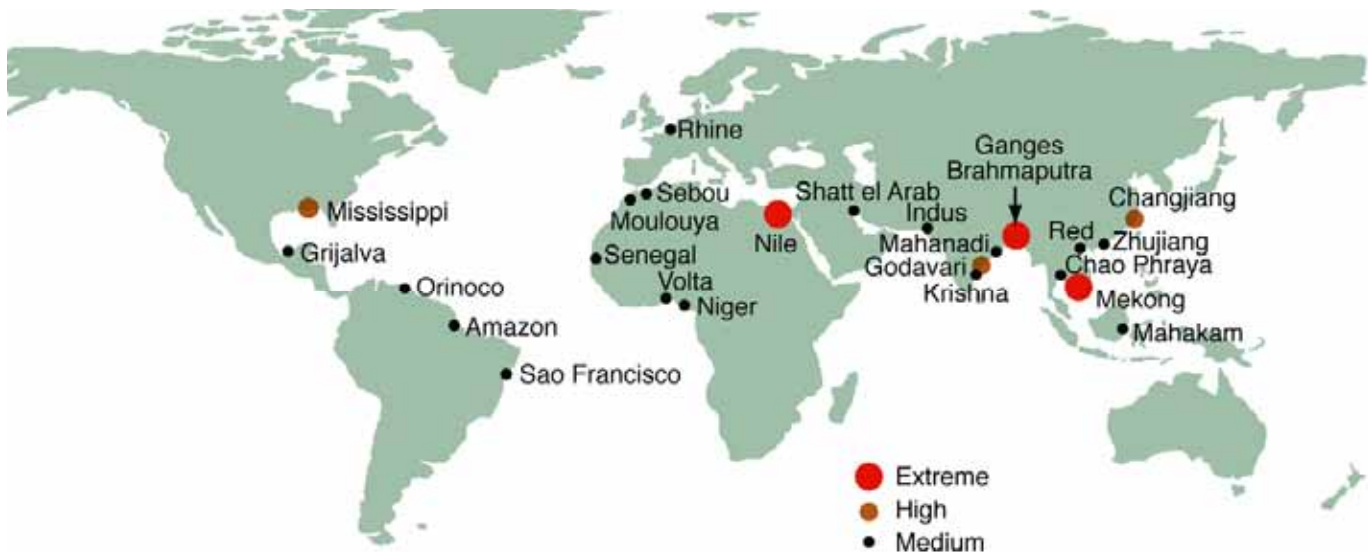 Rhine
Ganges
Brahmaputra
Sebou
Shatt el Arab
Changjiang
Mississippi
Moulouya
Indus
Nile
Mahanadi
Red
Zhujiang
Grijalva
Senegal
Godavari
Chao Phraya
Volta
Krishna
Orinoco
Niger
Mekong
Amazon
Mahakam
Sao Francisco
Extreme
High
Medium